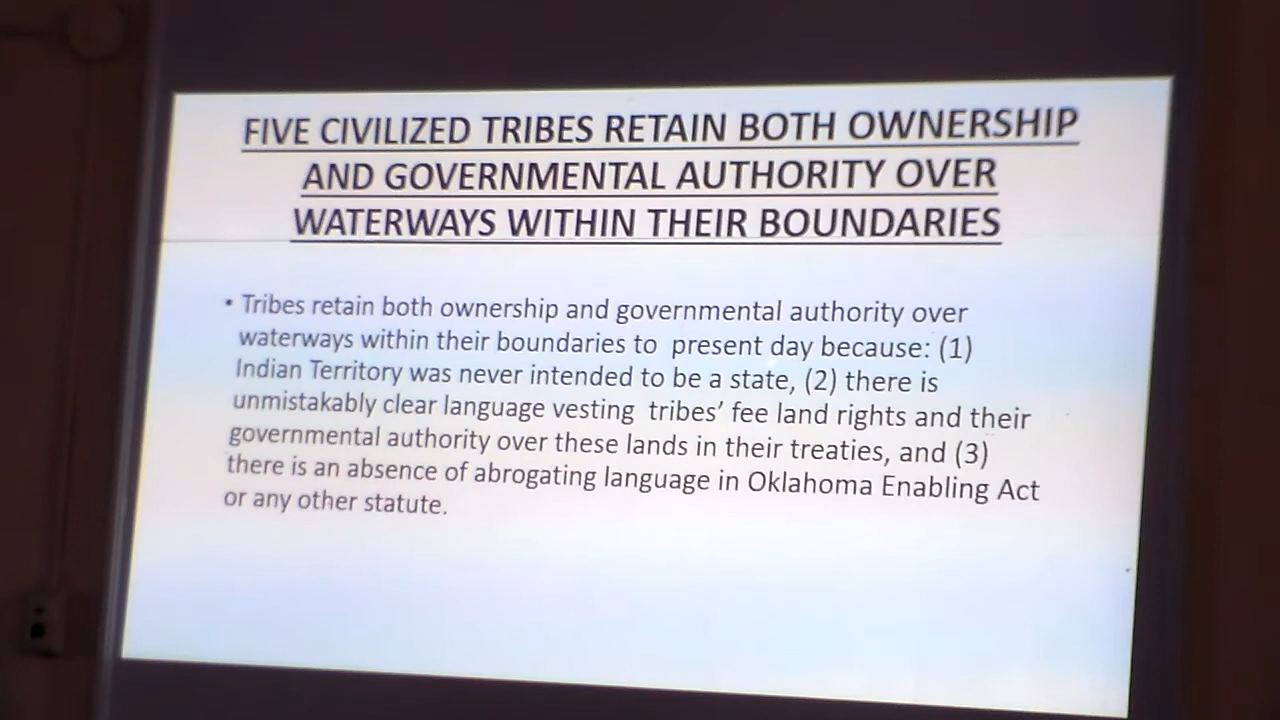 FIVE CIVILIZED TRIBES RETAIN BOTH OWNERSHIP
AND GOVERNMENTAL AUTHORITY OVER
WATERWAYS WITHIN THEIR BOUNDARIES
• Tribes retain both ownership and governmental authority over
waterways within their boundaries to present day because: (1)
Indian Territory was never intended to be a state, (2) there is
unmistakably clear language vesting tribes’ fee land rights and their
governmental authority over these lands in their treaties, and (3)
there is an absence of abrogating language in Oklahoma Enabling Act
or any other statute.